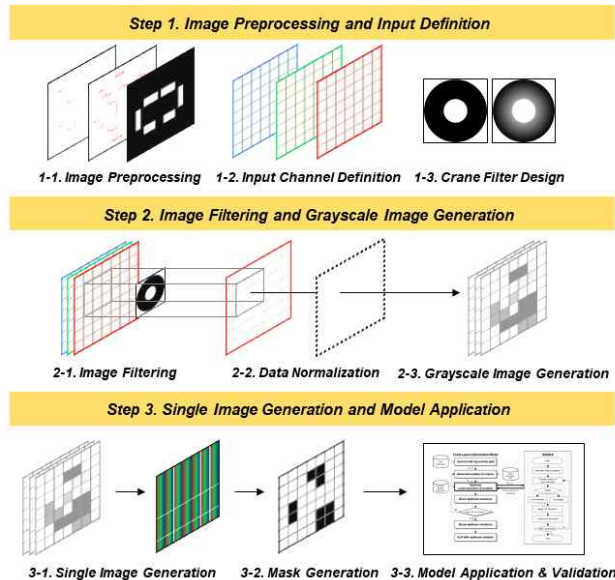 Step 1. Image Preprocessing and Input Definition
1-1. Image Preprocessing
1-2. Input Channel Definition
1-3. Crane Filter Design
Step 2. Image Filtering and Grayscale Image Generation
2-1. Image Filtering
2-2. Data Normalization
2-3. Grayscale Image Generation
Step 3. Single Image Generation and Model Application
3-1. Single Image Generation
3-2. Mask Generation
3-3. Model Application & Validation